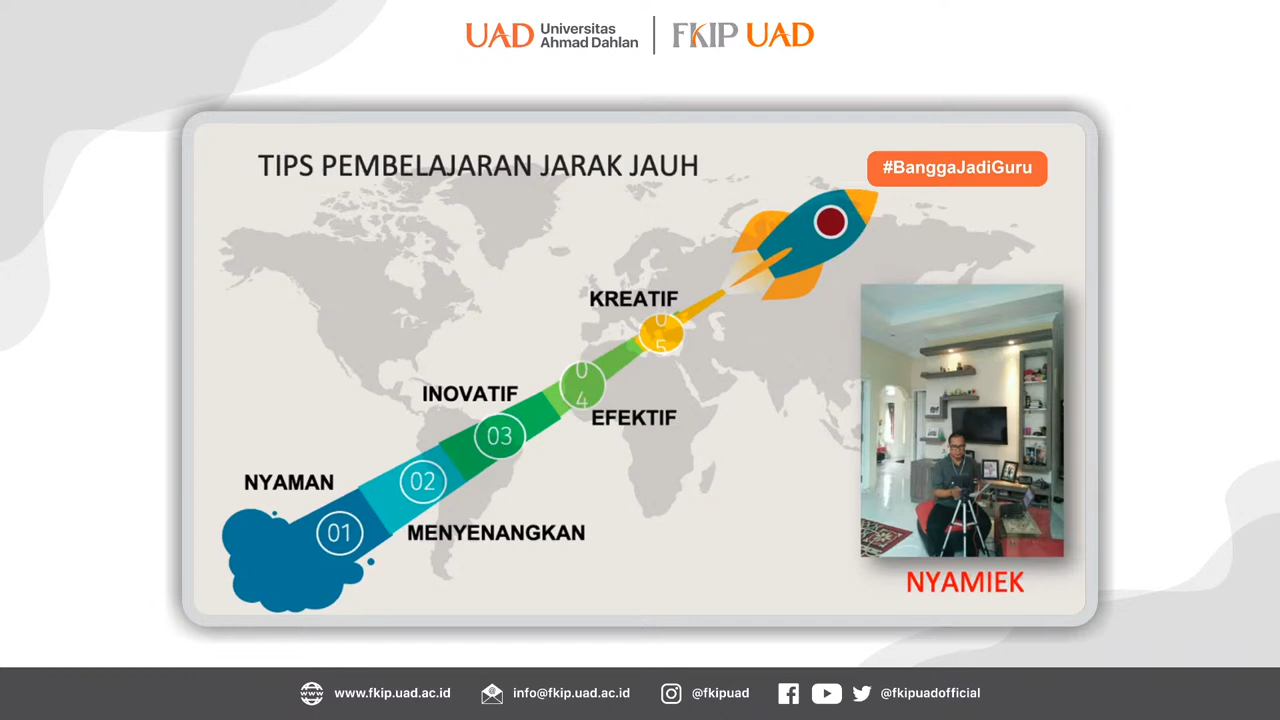 UAD Universitas Ahmad Dahlan
FKIP UAD
TIPS PEMBELAJARAN JARAK JAUH
#BanggaJadiGuru
KREATIF
05
INOVATIF
04
EFEKTIF
03
NYAMAN
02
01
MENYENANGKAN
NYAMIEK
www.fkip.uad.ac.id
info@fkip.uad.ac.id
@fkipuad
@fkipuadofficial